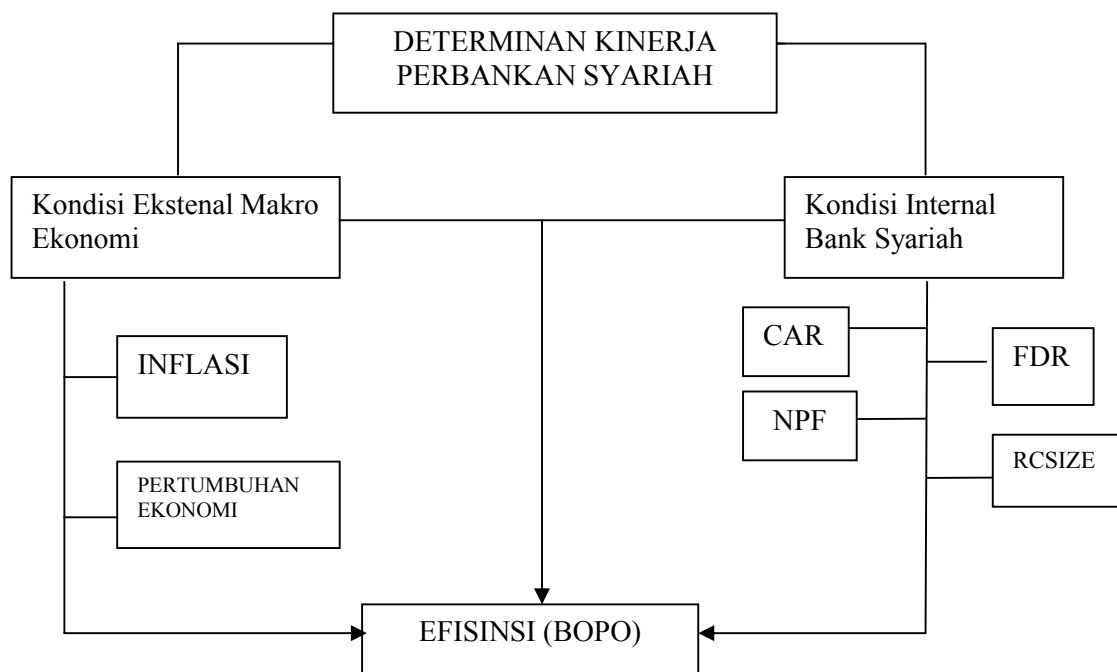 DETERMINAN KINERJA
PERBANKAN SYARIAH
Kondisi Ekstenal Makro
Ekonomi
Kondisi Internal
Bank Syariah
CAR
INFLASI
FDR
NPF
RCSIZE
PERTUMBUHAN
EKONOMI
EFISINSI (BOPO)